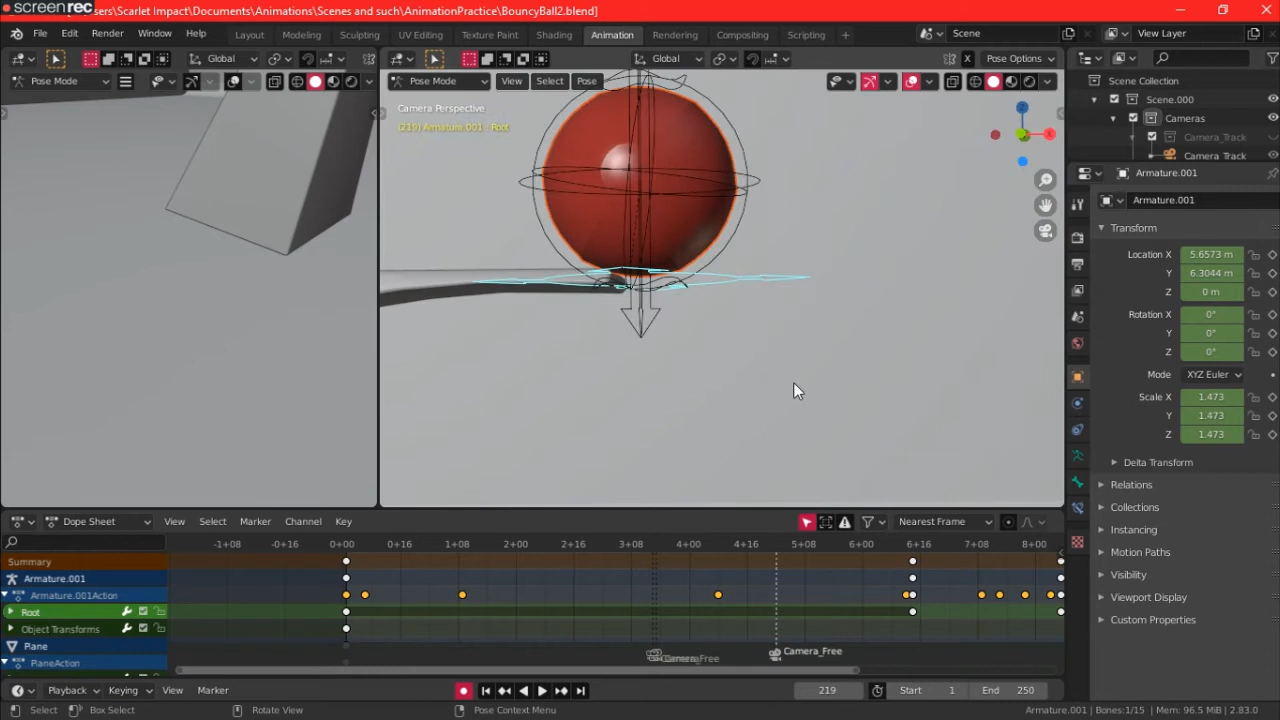 screenrec
ers\Scarlet Impact\Documents\Animations\Scenes and such\AnimationPractice\BouncyBall2.blend]
File Edit Render Window Help Layout Modeling Sculpting UV Editing Texture Paint Shading Animation Rendering Compositing Scripting + Scene View Layer
Global Global Pose Options
Pose Mode Pose Mode View Select Pose
Scene Collection
Scene.000
Cameras
Camera_Track
Camera Track
Camera Perspective
(219) Armature.001 : Root
Z
X
Armature.001
Armature.001
Transform
Location X 5.6573 m
Y 6.3044 m
Z 0 m
Rotation X 0°
Y 0°
Z 0°
Mode XYZ Euler
Scale X 1.473
Y 1.473
Z 1.473
Delta Transform
Relations
Collections
Instancing
Motion Paths
Visibility
Viewport Display
Custom Properties
Dope Sheet View Select Marker Channel Key Nearest Frame
-1+08 -0+16 0+00 0+16 1+08 2+00 2+16 3+08 4+00 4+16 5+08 6+00 6+16 7+08 8+00
Summary
Armature.001
Armature.001Action
Root
Object Transforms
Plane
PlaneAction
Camera_Free Camera_Free
Playback Keying View Marker 219 Start 1 End 250
Select Box Select Rotate View Pose Context Menu Armature.001 | Bones:1/15 | Mem: 96.5 MiB | 2.83.0